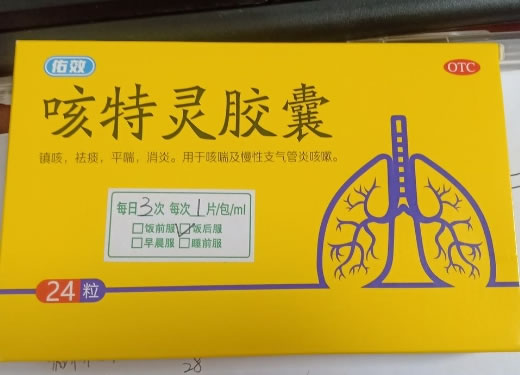 佑效
OTC
咳特灵胶囊
镇咳，祛痰，平喘，消炎。用于咳喘及慢性支气管炎咳嗽。
每日3次 每次1片/包/ml
□饭前服☑饭后服
□早晨服□睡前服
24粒
28